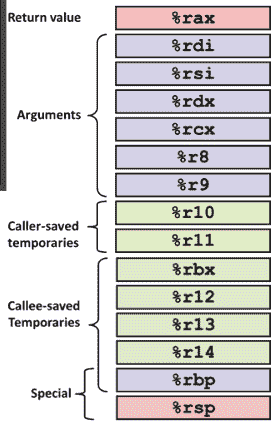 Return value
%rax
Arguments
%rdi
%rsi
%rdx
%rcx
%r8
%r9
Caller-saved
temporaries
%r10
%r11
Callee-saved
Temporaries
%rbx
%r12
%r13
%r14
Special
%rbp
%rsp